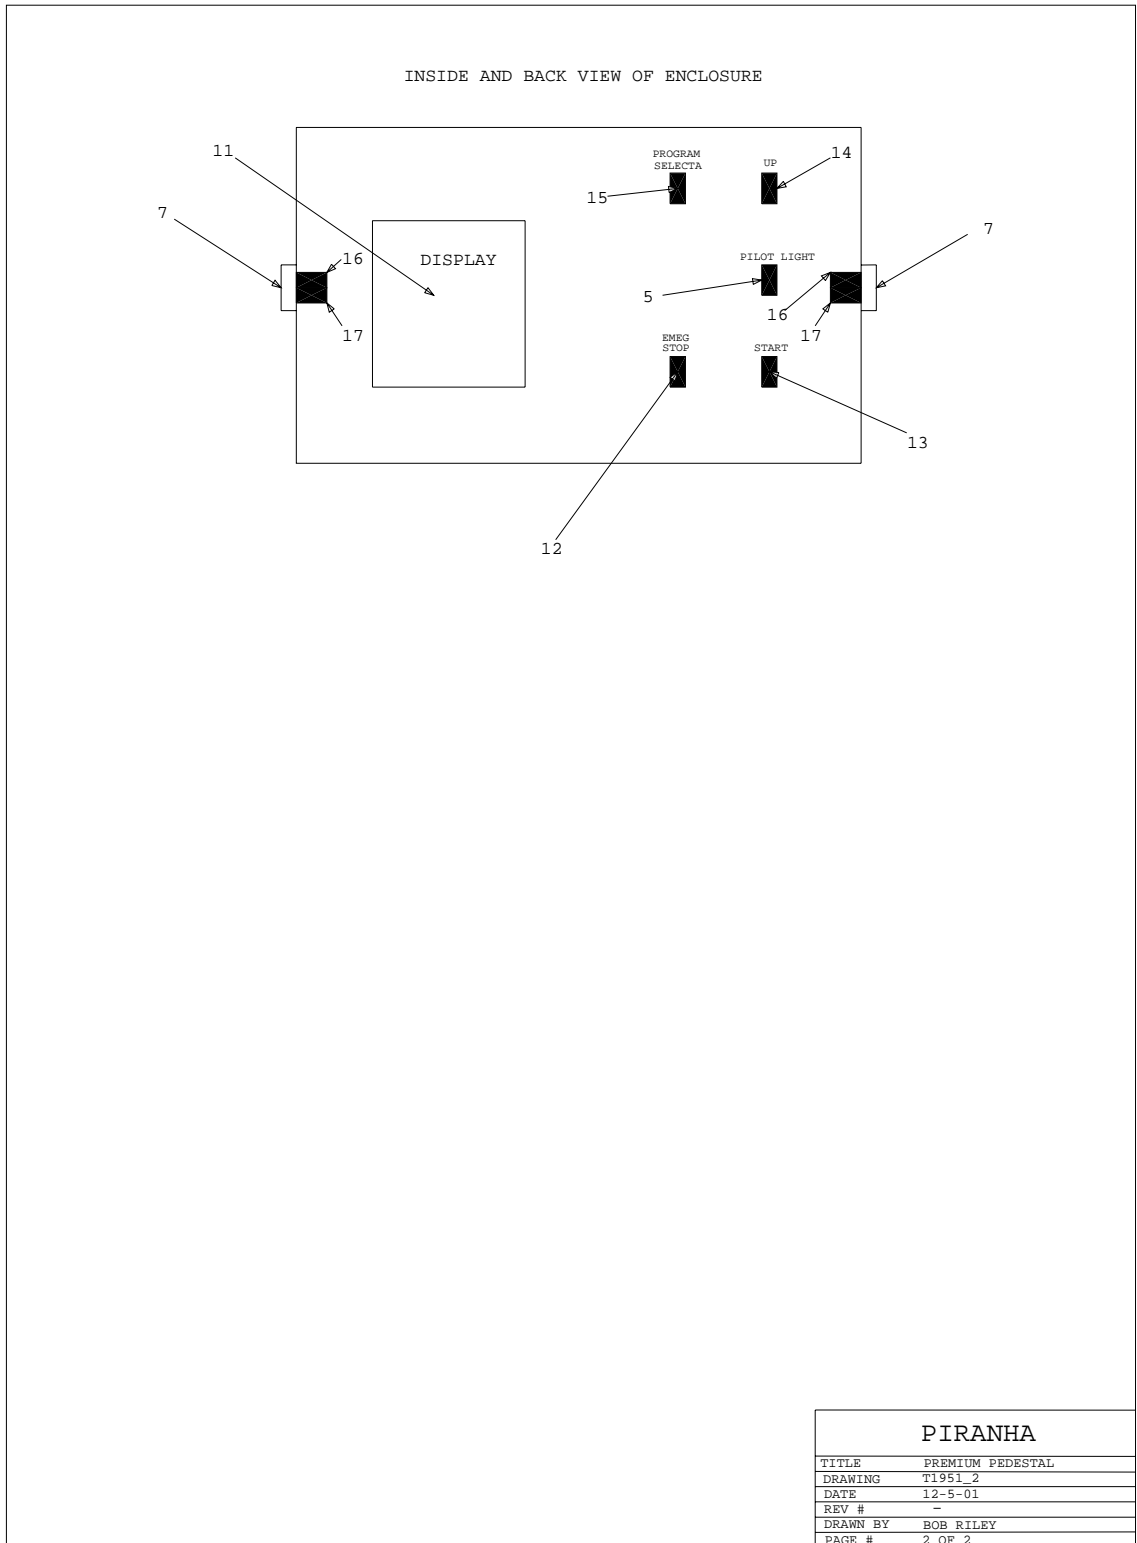 INSIDE AND BACK VIEW OF ENCLOSURE
11
PROGRAM
SELECTA
UP
14
15
7
7
16
DISPLAY
PILOT LIGHT
5
16
17
17
EMEG
STOP
START
13
12
PIRANHA
TITLE PREMIUM PEDESTAL
DRAWING T1951_2
DATE 12-5-01
REV # -
DRAWN BY BOB RILEY
PAGE # 2 OF 2